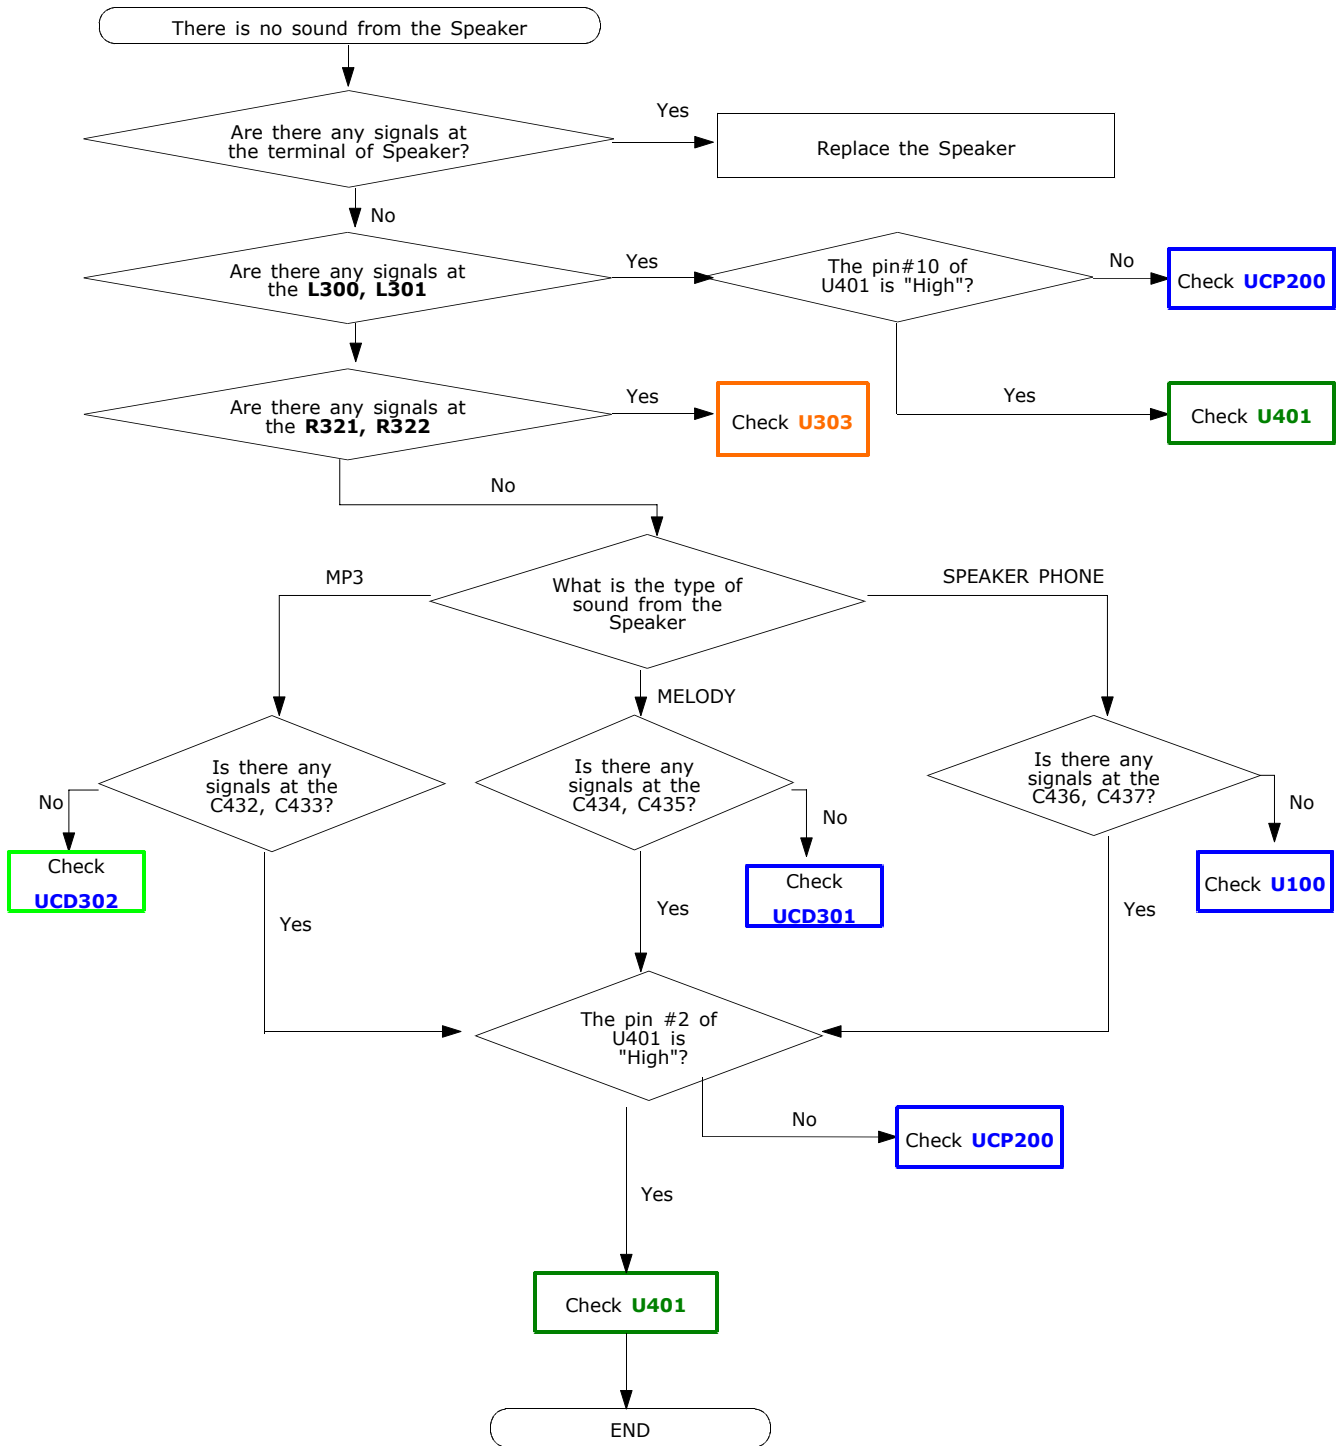 There is no sound from the Speaker
Yes
Are there any signals at
the terminal of Speaker?
Replace the Speaker
No
Are there any signals at
the L300, L301
Yes
The pin#10 of
U401 is "High"?
No
Check UCP200
Are there any signals at
the R321, R322
Yes
Check U303
Yes
Check U401
No
MP3
What is the type of
sound from the
Speaker
SPEAKER PHONE
MELODY
Is there any
signals at the
C432, C433?
Is there any
signals at the
C434, C435?
Is there any
signals at the
C436, C437?
No
No
No
Check
UCD302
Check
UCD301
Check U100
Yes
Yes
Yes
The pin #2 of
U401 is
"High"?
No
Check UCP200
Yes
Check U401
END